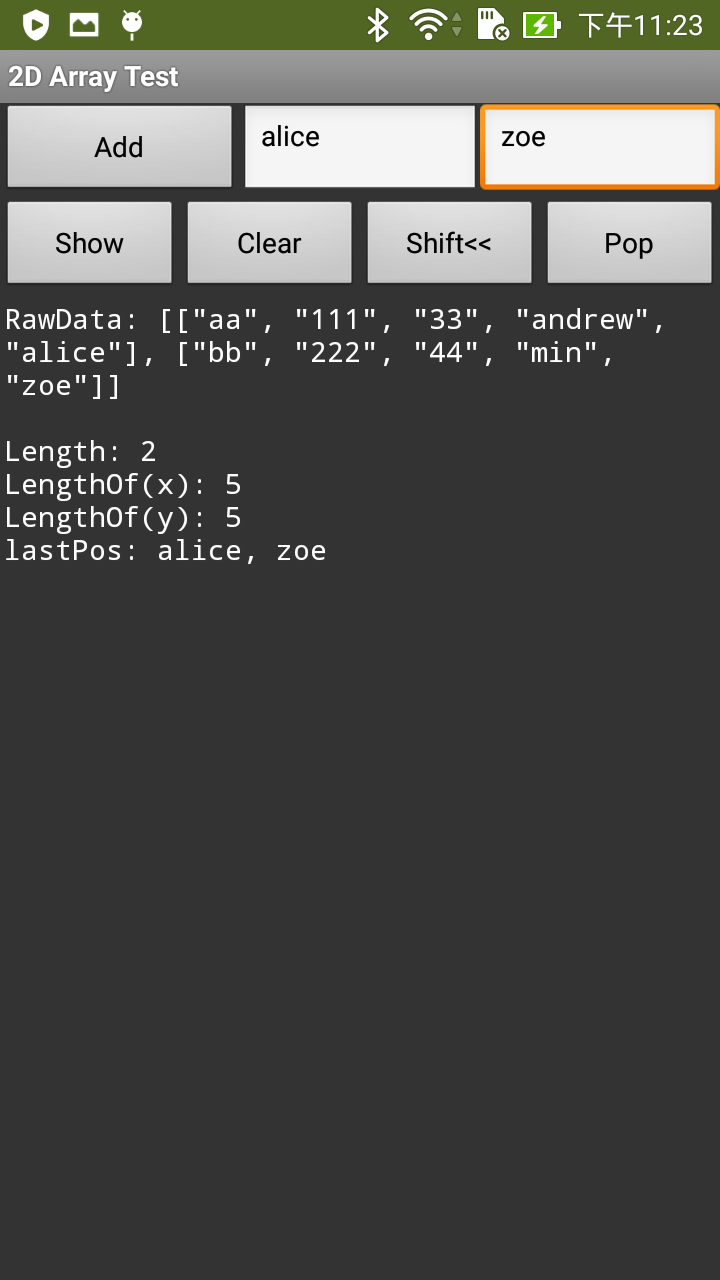 下午11:23
2D Array Test
Add alice zoe
Show Clear Shift<< Pop
RawData: [["aa", "111", "33", "andrew",
"alice"], ["bb", "222", "44", "min",
"zoe"]]
Length: 2
LengthOf(x): 5
LengthOf(y): 5
lastPos: alice, zoe